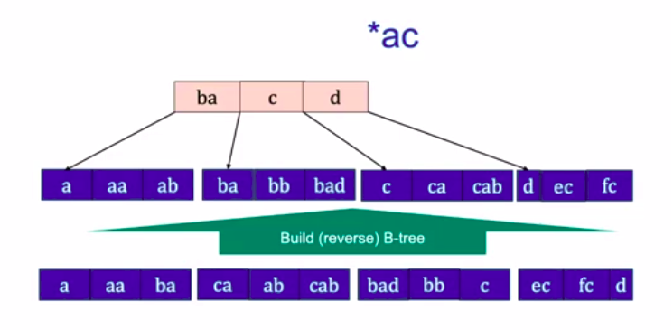 *ac
ba c d
a aa ab ba bb bad c ca cab d ec fc
Build (reverse) B-tree
a aa ba ca ab cab bad bb c ec fc d